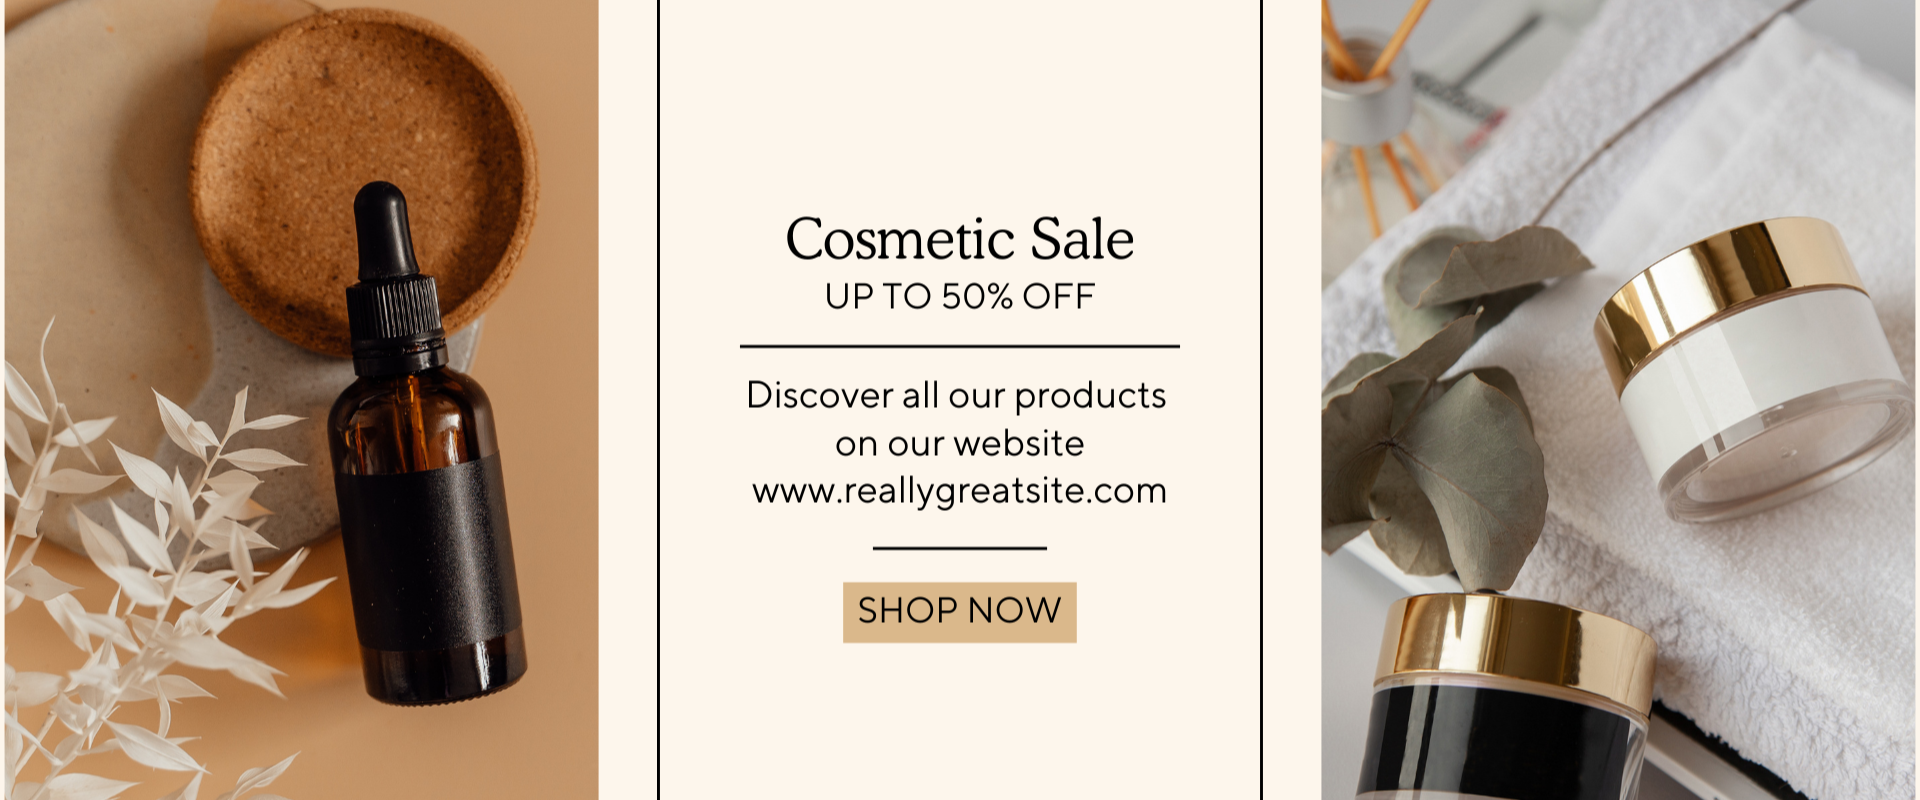 Cosmetic Sale
UP TO 50% OFF
Discover all our products
on our website
www.reallygreatsite.com
SHOP NOW